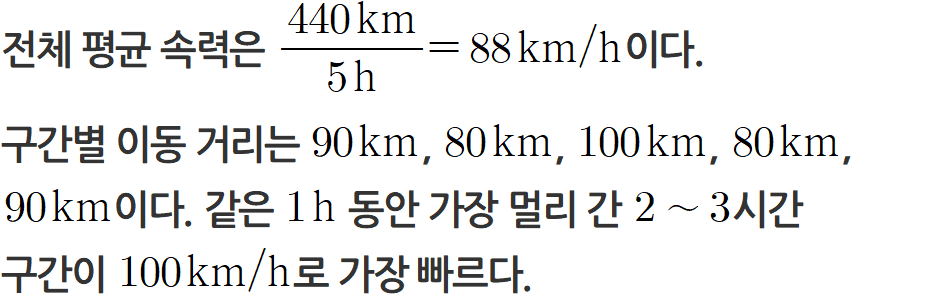 전체 평균 속력은 440 km / 5 h = 88 km/h이다.
구간별 이동 거리는 90 km, 80 km, 100 km, 80 km,
90 km이다. 같은 1 h 동안 가장 멀리 간 2 ~ 3시간
구간이 100 km/h로 가장 빠르다.